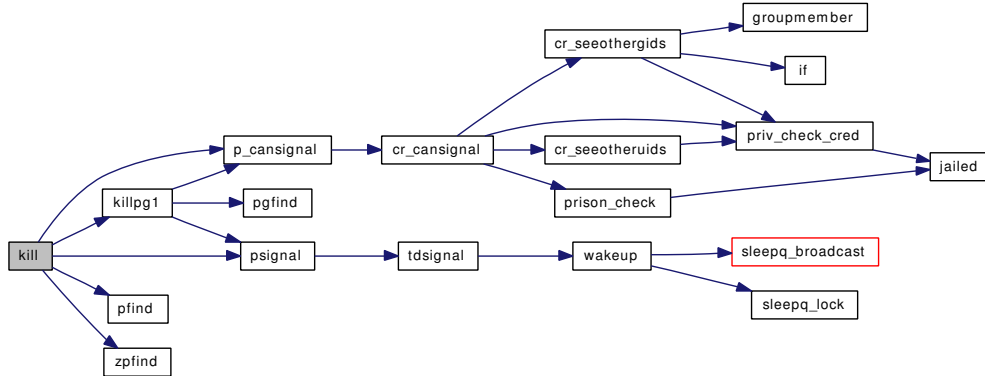 groupmember
cr_seeothergids
if
priv_check_cred
p_cansignal
cr_cansignal
cr_seeotheruids
jailed
killpg1
pgfind
prison_check
kill
psignal
tdsignal
wakeup
sleepq_broadcast
pfind
sleepq_lock
zpfind